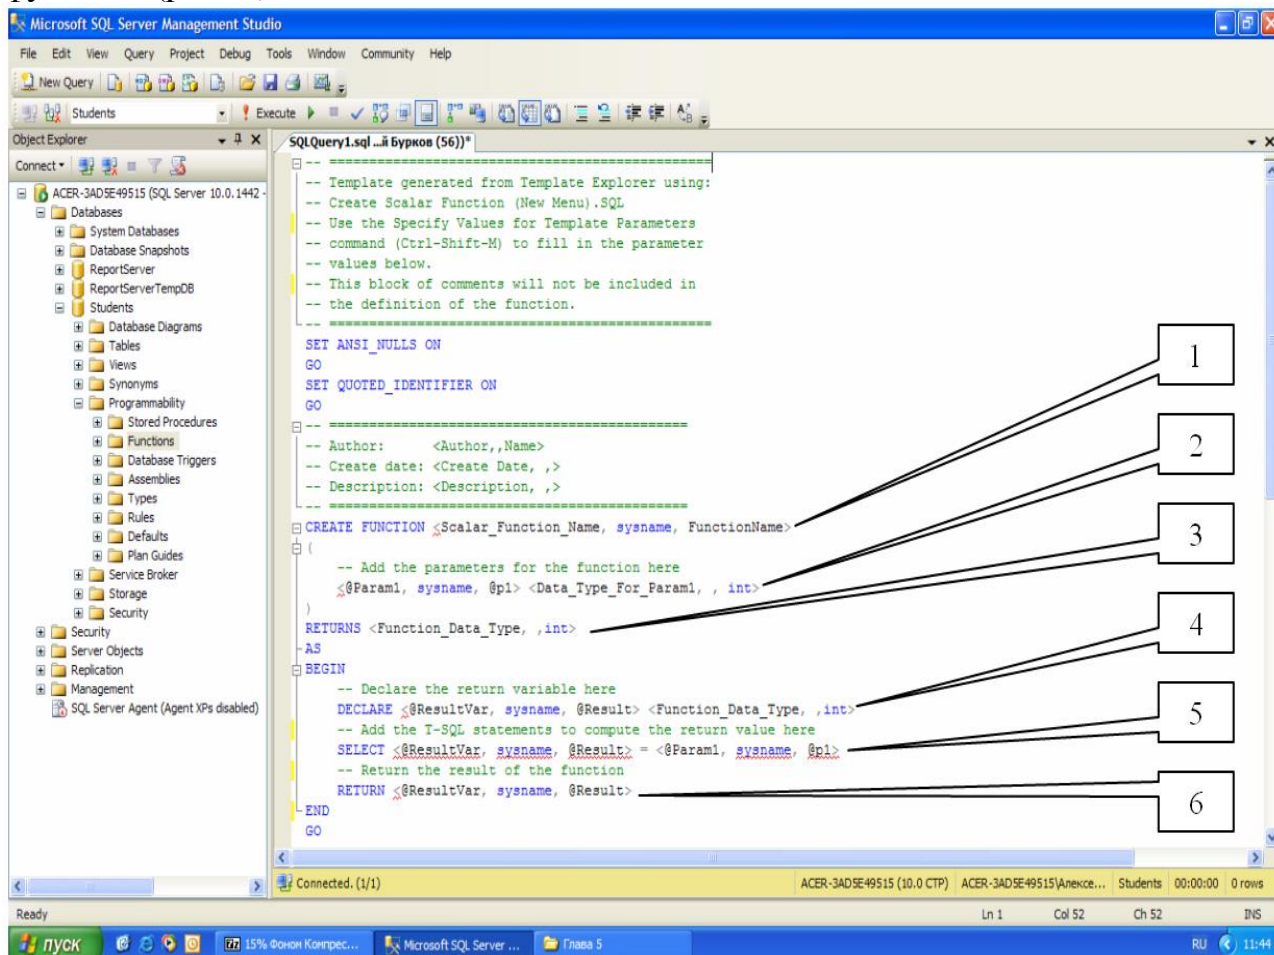 Microsoft SQL Server Management Studio
File Edit View Query Project Debug Tools Window Community Help
New Query
Students Execute
Object Explorer
Connect
ACER-3AD5E49515 (SQL Server 10.0.1442 -
Databases
System Databases
Database Snapshots
ReportServer
ReportServerTempDB
Students
Database Diagrams
Tables
Views
Synonyms
Programmability
Stored Procedures
Functions
Database Triggers
Assemblies
Types
Rules
Defaults
Plan Guides
Service Broker
Storage
Security
Security
Server Objects
Replication
Management
SQL Server Agent (Agent XPs disabled)
SQLQuery1.sql ...й Бурков (56))*
-- ================================================
-- Template generated from Template Explorer using:
-- Create Scalar Function (New Menu).SQL
-- Use the Specify Values for Template Parameters
-- command (Ctrl-Shift-M) to fill in the parameter
-- values below.
-- This block of comments will not be included in
-- the definition of the function.
-- ================================================
SET ANSI_NULLS ON
GO
SET QUOTED_IDENTIFIER ON
GO
-- =============================================
-- Author: <Author,,Name>
-- Create date: <Create Date, ,>
-- Description: <Description, ,>
-- =============================================
CREATE FUNCTION <Scalar_Function_Name, sysname, FunctionName>
(
-- Add the parameters for the function here
<@Param1, sysname, @p1> <Data_Type_For_Param1, , int>
)
RETURNS <Function_Data_Type, ,int>
AS
BEGIN
-- Declare the return variable here
DECLARE <@ResultVar, sysname, @Result> <Function_Data_Type, ,int>
-- Add the T-SQL statements to compute the return value here
SELECT <@ResultVar, sysname, @Result> = <@Param1, sysname, @p1>
-- Return the result of the function
RETURN <@ResultVar, sysname, @Result>
END
GO
1
2
3
4
5
6
Connected. (1/1) ACER-3AD5E49515 (10.0 CTP) ACER-3AD5E49515\Алексе... Students 00:00:00 0 rows
Ready Ln 1 Col 52 Ch 52 INS
пуск 15% Фонон Компрес... Microsoft SQL Server ... Глава 5 RU 11:44